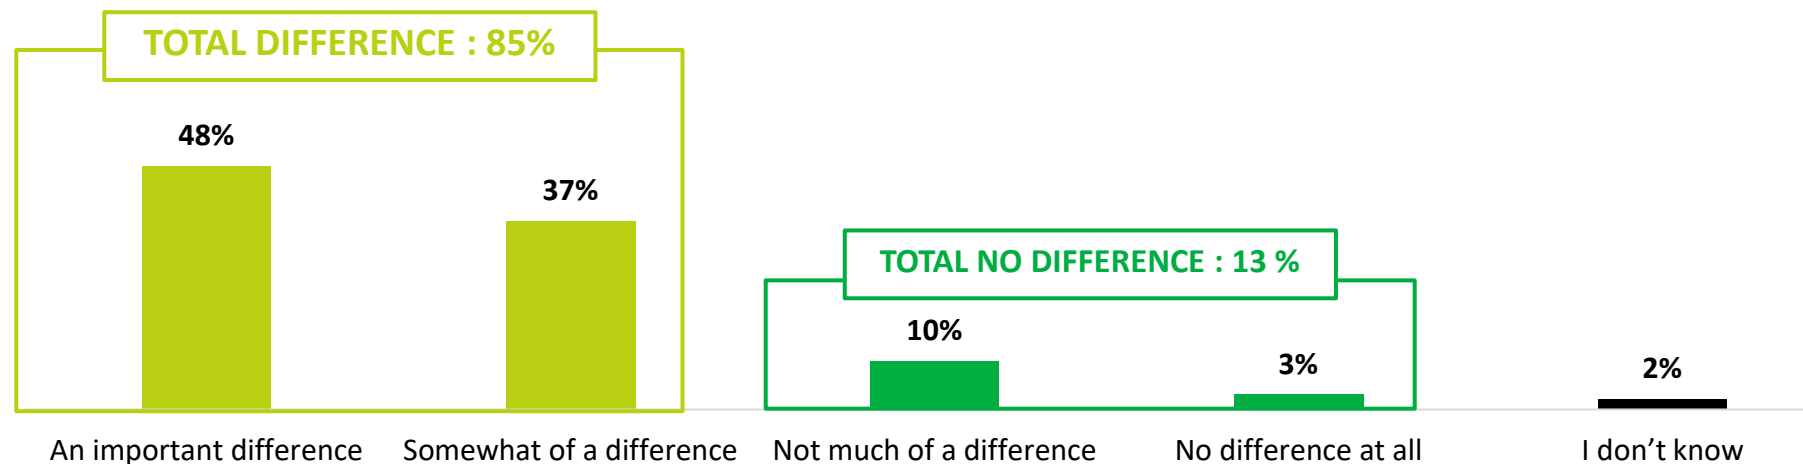 TOTAL DIFFERENCE : 85%
48%
37%
TOTAL NO DIFFERENCE : 13 %
10%
3%
2%
An important difference
Somewhat of a difference
Not much of a difference
No difference at all
I don’t know